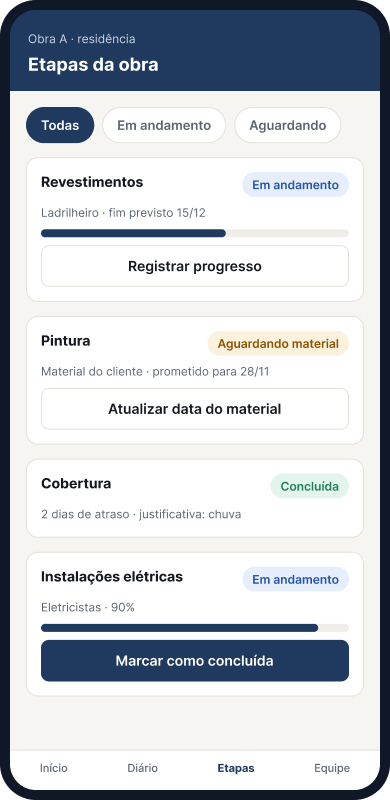 Obra A · residência
Etapas da obra
Todas
Em andamento
Aguardando
Revestimentos
Em andamento
Ladrilheiro · fim previsto 15/12
Registrar progresso
Pintura
Aguardando material
Material do cliente · prometido para 28/11
Atualizar data do material
Cobertura
Concluída
2 dias de atraso · justificativa: chuva
Instalações elétricas
Em andamento
Eletricistas · 90%
Marcar como concluída
Início
Diário
Etapas
Equipe